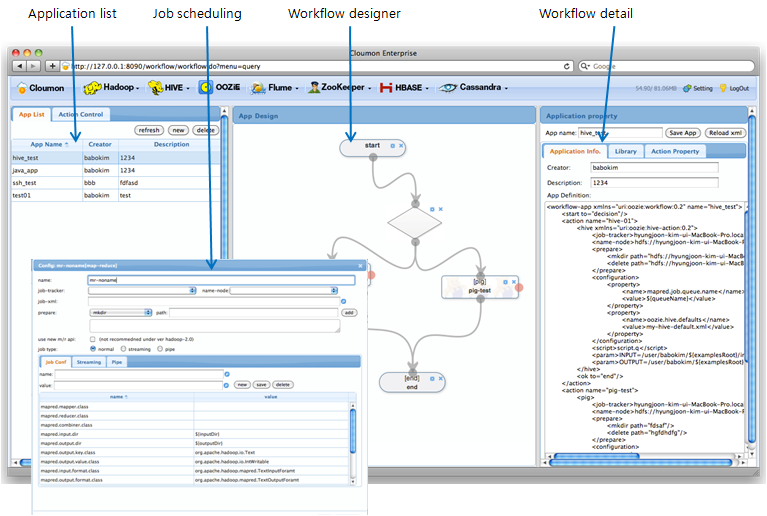 Application list
Job scheduling
Workflow designer
Workflow detail
Cloumon Enterprise
http://127.0.0.1:8090/workflow/workflow.do?menu=query
Google
Cloumon
Hadoop
HIVE
OOZiE
Flume
ZooKeeper
HBASE
Cassandra
54.90/ 81.06MB
Setting
LogOut
App List
Action Control
refresh
new
delete
App Name
Creator
Description
hive_test babokim 1234
java_app babokim 1234
ssh_test bbb fdfasd
test01 babokim test
App Design
start
[pig]
pig-test
[end]
end
Config: mr-noname[map-reduce]
name: mr-noname
job-tracker: name-node:
job-xml:
prepare: mkdir path: add
use new m/r api: (not recommedned under ver hadoop-2.0)
job type: normal streaming pipe
Job Conf Streaming Pipe
name:
value: new save delete
name value
mapred.mapper.class
mapred.reducer.class
mapred.combiner.class
mapred.input.dir ${inputDir}
mapred.output.dir ${outputDir}
mapred.output.key.class org.apache.hadoop.io.Text
mapred.output.value.class org.apache.hadoop.io.IntWritable
mapred.input.format.class org.apache.hadoop.mapred.TextInputForamt
mapred.output.format.class org.apache.hadoop.mapred.TextOutputForamt
Application property
App name: hive_test Save App Reload xml
Application Info. Library Action Property
Creator: babokim
Description: 1234
App Definition:
<workflow-app xmlns="uri:oozie:workflow:0.2" name="hive_test">
<start to="decision"/>
<action name="hive-01">
<hive xmlns="uri:oozie:hive-action:0.2">
<job-tracker>hyungjoon-kim-ui-MacBook-Pro.loca
<name-node>hdfs://hyungjoon-kim-ui-MacBook-P
<prepare>
<mkdir path="hdfs://hyungjoon-kim-ui-MacBo
<delete path="hdfs://hyungjoon-kim-ui-MacBo
</prepare>
<configuration>
<property>
<name>mapred.job.queue.name</name>
<value>${queueName}</value>
</property>
<property>
<name>oozie.hive.defaults</name>
<value>my-hive-default.xml</value>
</property>
</configuration>
<script>script.q</script>
<param>INPUT=/user/babokim/${examplesRoot}/i
<param>OUTPUT=/user/babokim/${examplesRoot}
</hive>
<ok to="end"/>
</action>
<action name="pig-test">
<pig>
<job-tracker>hyungjoon-kim-ui-MacBook-Pro.loca
<name-node>hdfs://hyungjoon-kim-ui-MacBook-P
<prepare>
<mkdir path="fdsaf"/>
<delete path="hgfdhdfg"/>
</prepare>
<configuration>